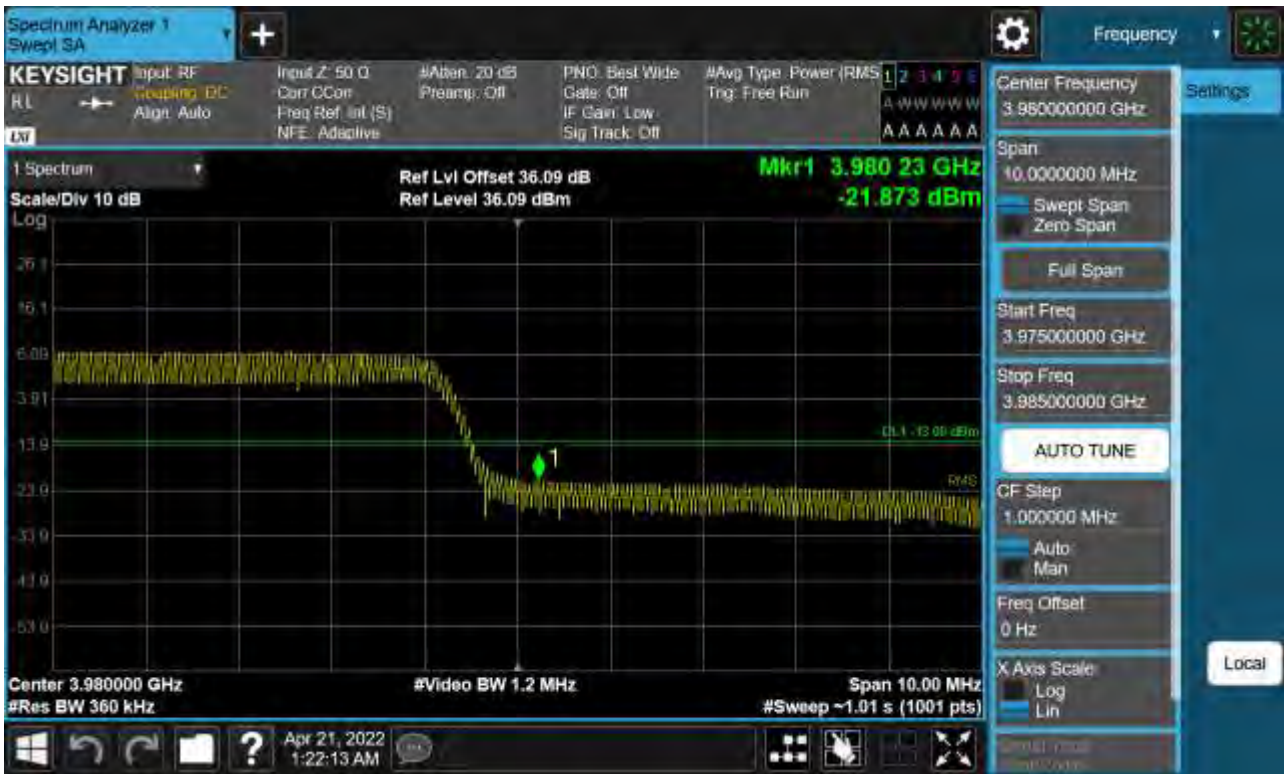 Spectrum Analyzer 1
Swept SA
Frequency
KEYSIGHT
RL
Input: RF
Coupling: DC
Align: Auto
Input Z: 50 Ω
Corr CCorr
Freq Ref: Int (S)
NFE: Adaptive
#Atten: 20 dB
Preamp: Off
PNO: Best Wide
Gate: Off
IF Gain: Low
Sig Track: Off
#Avg Type: Power (RMS
Trig: Free Run
1 2 3 4 5 6
A W W W W W
A A A A A A
LXI
1 Spectrum
Scale/Div 10 dB
Log
Ref Lvl Offset 36.09 dB
Ref Level 36.09 dBm
Mkr1 3.980 23 GHz
-21.873 dBm
26.1
16.1
6.09
-3.91
-13.9
-23.9
-33.9
-43.9
-53.9
DL1 -13.00 dBm
1
RMS
Center 3.980000 GHz
#Res BW 360 kHz
#Video BW 1.2 MHz
Span 10.00 MHz
#Sweep ~1.01 s (1001 pts)
Center Frequency
3.980000000 GHz
Settings
Span
10.0000000 MHz
Swept Span
Zero Span
Full Span
Start Freq
3.975000000 GHz
Stop Freq
3.985000000 GHz
AUTO TUNE
CF Step
1.000000 MHz
Auto
Man
Freq Offset
0 Hz
X Axis Scale
Log
Lin
Local
?
Apr 21, 2022
1:22:13 AM